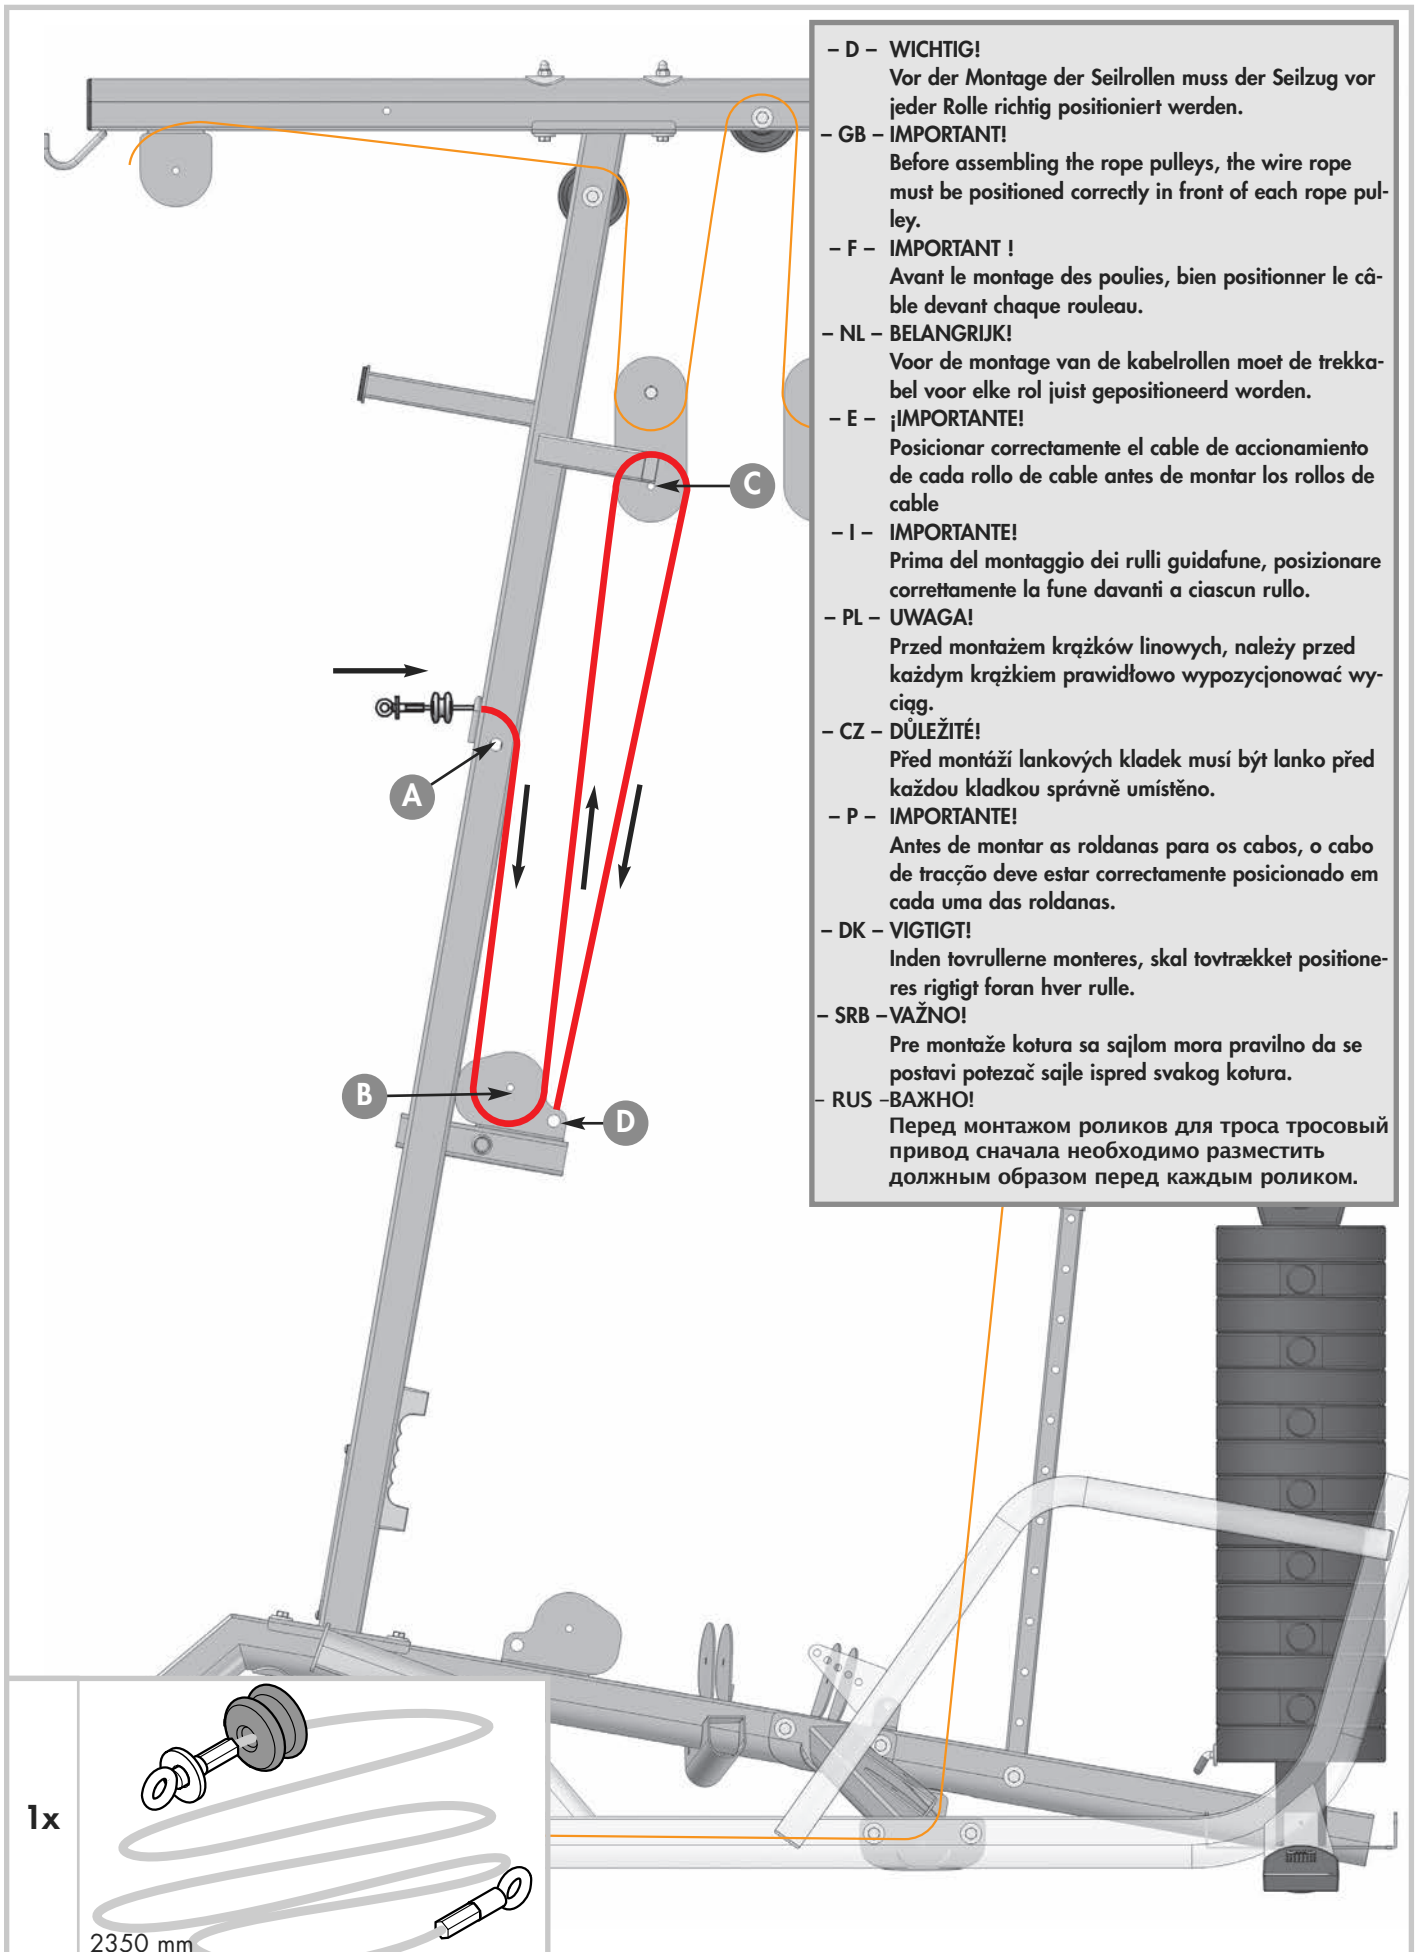 – D – WICHTIG!
Vor der Montage der Seilrollen muss der Seilzug vor
jeder Rolle richtig positioniert werden.
– GB – IMPORTANT!
Before assembling the rope pulleys, the wire rope
must be positioned correctly in front of each rope pul-
ley.
– F – IMPORTANT !
Avant le montage des poulies, bien positionner le câ-
ble devant chaque rouleau.
– NL – BELANGRIJK!
Voor de montage van de kabelrollen moet de trekka-
bel voor elke rol juist gepositioneerd worden.
– E – ¡IMPORTANTE!
Posicionar correctamente el cable de accionamiento
de cada rollo de cable antes de montar los rollos de
cable
– I – IMPORTANTE!
Prima del montaggio dei rulli guidafune, posizionare
correttamente la fune davanti a ciascun rullo.
– PL – UWAGA!
Przed montażem krążków linowych, należy przed
każdym krążkiem prawidłowo wypozycjonować wy-
ciąg.
– CZ – DŮLEŽITÉ!
Před montáží lankových kladek musí být lanko před
každou kladkou správně umístěno.
– P – IMPORTANTE!
Antes de montar as roldanas para os cabos, o cabo
de tracção deve estar correctamente posicionado em
cada uma das roldanas.
– DK – VIGTIGT!
Inden tovrullerne monteres, skal tovtrækket positione-
res rigtigt foran hver rulle.
– SRB – VAŽNO!
Pre montaže kotura sa sajlom mora pravilno da se
postavi potezač sajle ispred svakog kotura.
– RUS – ВАЖНО!
Перед монтажом роликов для троса тросовый
привод сначала необходимо разместить
должным образом перед каждым роликом.
C
A
B
D
1x
2350 mm